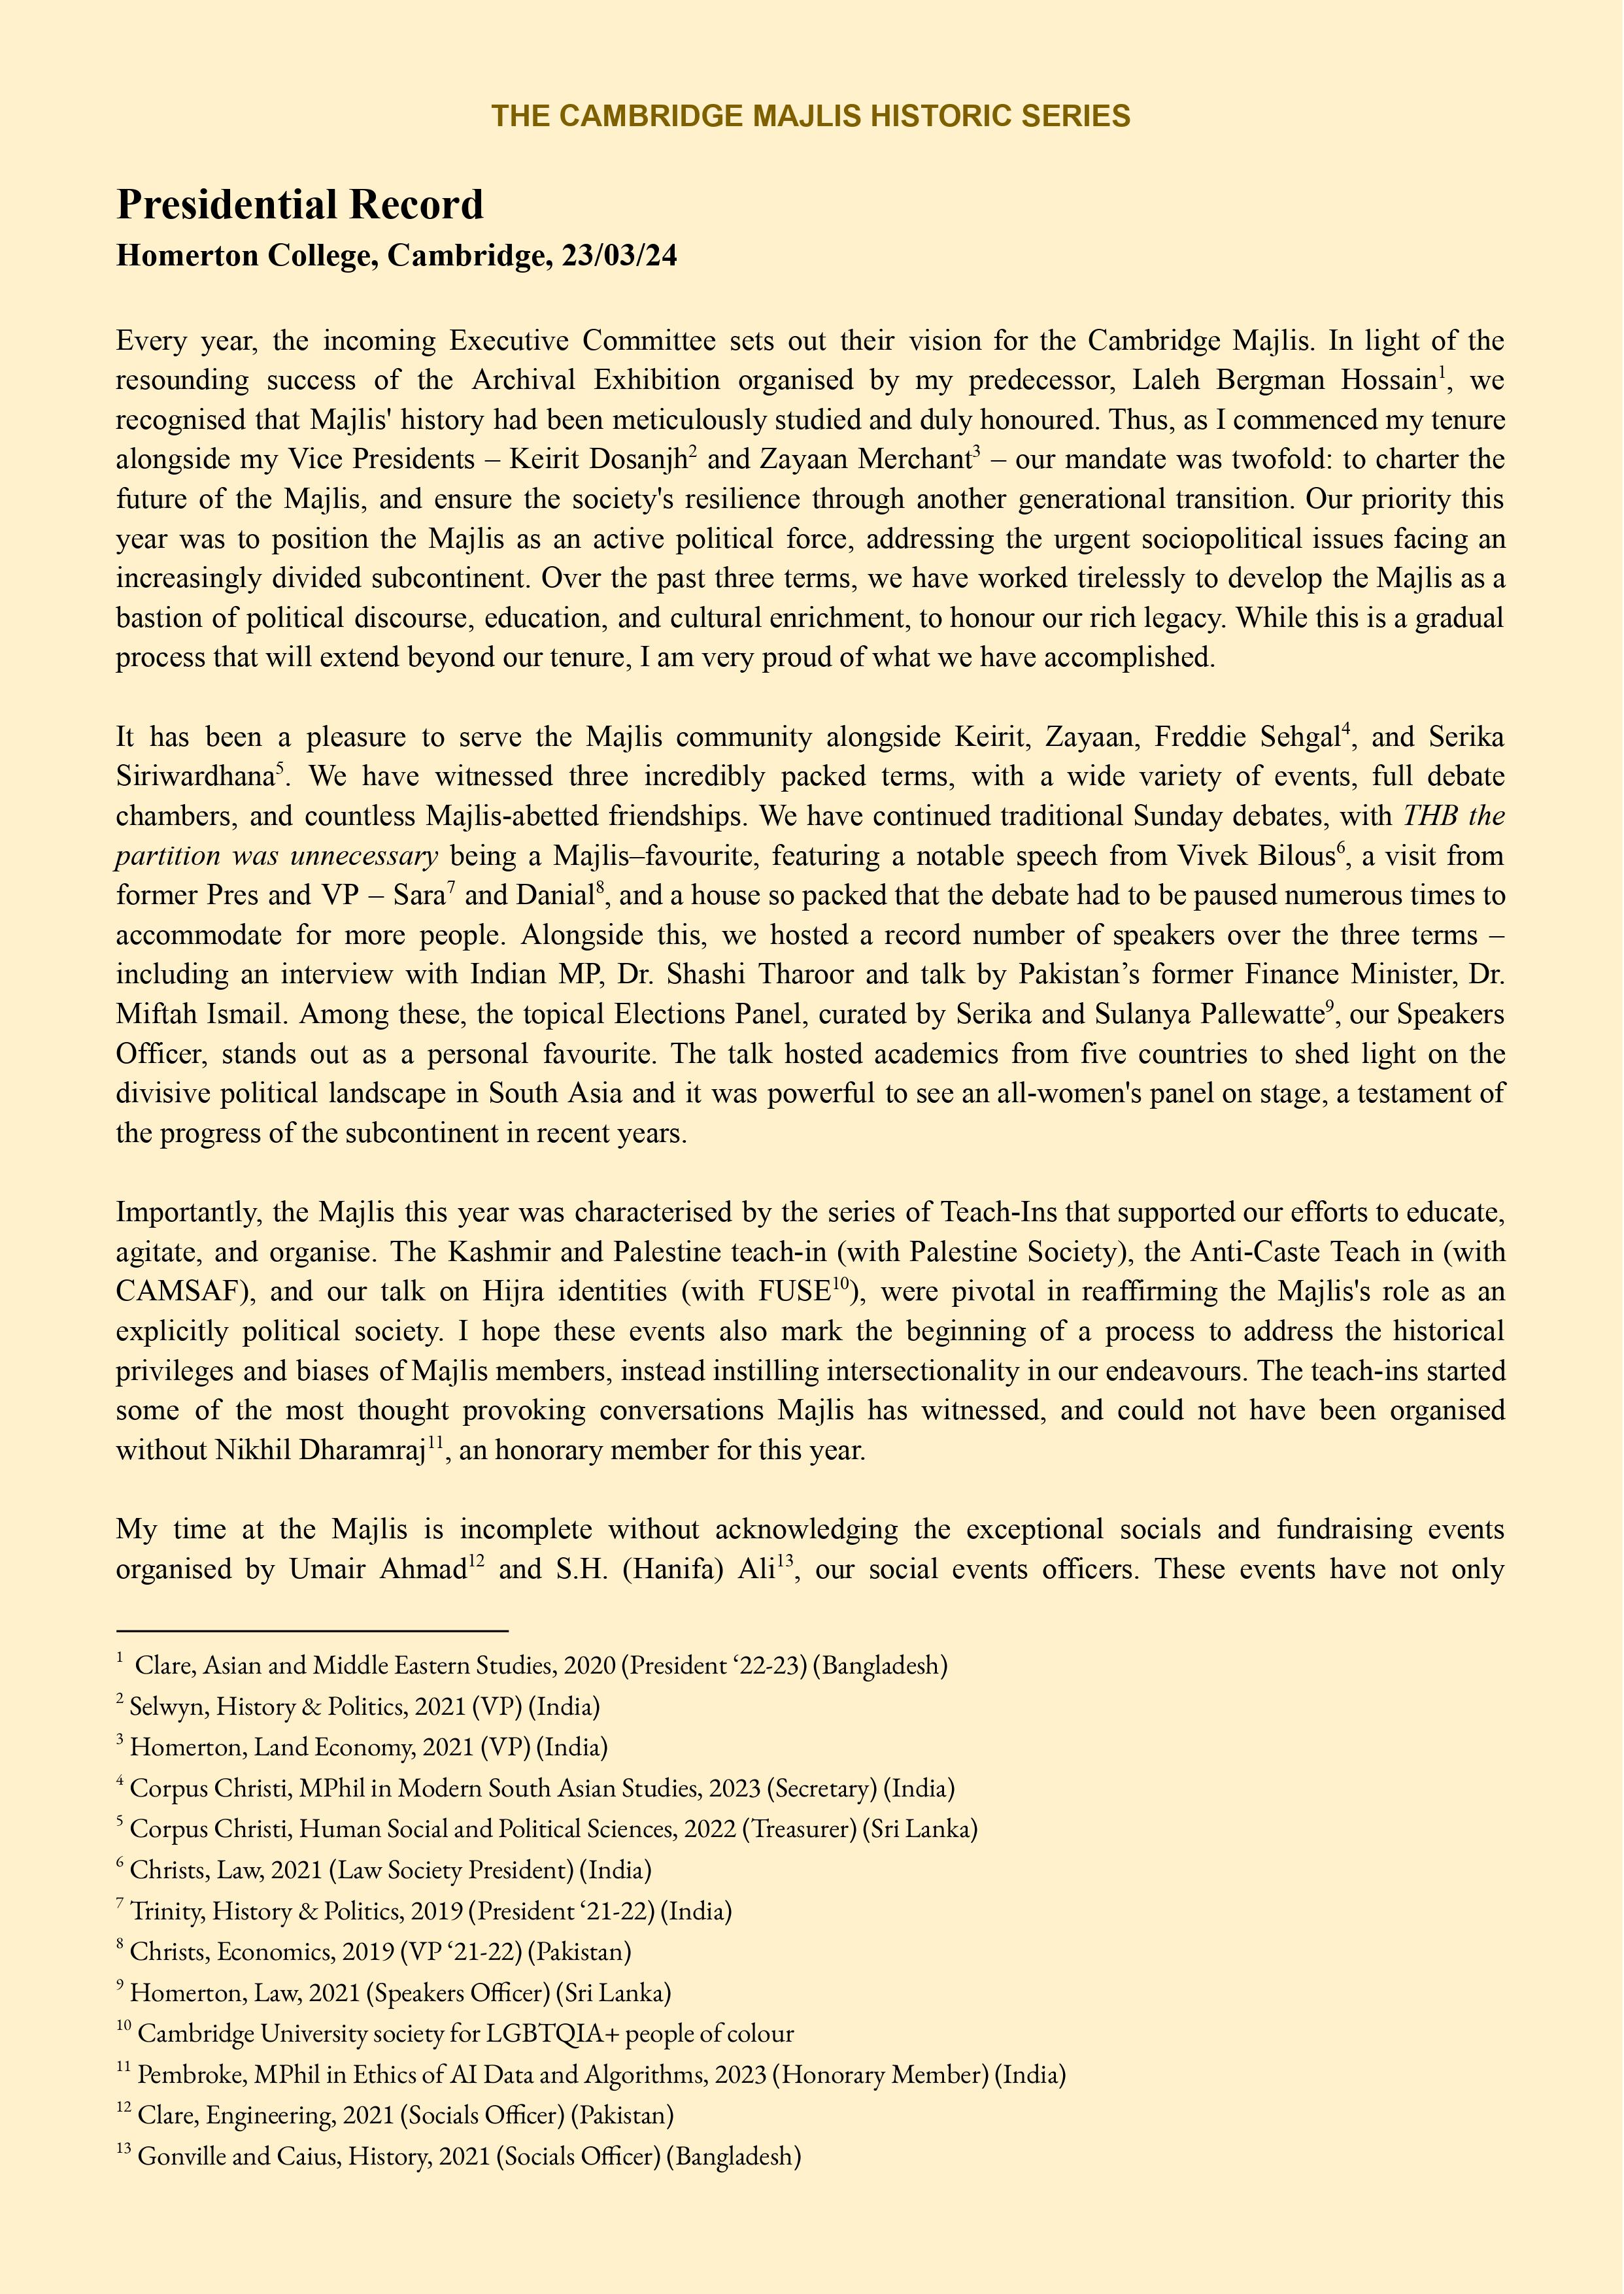 THE CAMBRIDGE MAJLIS HISTORIC SERIES
Presidential Record
Homerton College, Cambridge, 23/03/24
Every year, the incoming Executive Committee sets out their vision for the Cambridge Majlis. In light of the
resounding success of the Archival Exhibition organised by my predecessor, Laleh Bergman Hossain¹, we
recognised that Majlis' history had been meticulously studied and duly honoured. Thus, as I commenced my tenure
alongside my Vice Presidents – Keirit Dosanjh² and Zayaan Merchant³ – our mandate was twofold: to charter the
future of the Majlis, and ensure the society's resilience through another generational transition. Our priority this
year was to position the Majlis as an active political force, addressing the urgent sociopolitical issues facing an
increasingly divided subcontinent. Over the past three terms, we have worked tirelessly to develop the Majlis as a
bastion of political discourse, education, and cultural enrichment, to honour our rich legacy. While this is a gradual
process that will extend beyond our tenure, I am very proud of what we have accomplished.
It has been a pleasure to serve the Majlis community alongside Keirit, Zayaan, Freddie Sehgal⁴, and Serika
Siriwardhana⁵. We have witnessed three incredibly packed terms, with a wide variety of events, full debate
chambers, and countless Majlis-abetted friendships. We have continued traditional Sunday debates, with THB the
partition was unnecessary being a Majlis–favourite, featuring a notable speech from Vivek Bilous⁶, a visit from
former Pres and VP – Sara⁷ and Danial⁸, and a house so packed that the debate had to be paused numerous times to
accommodate for more people. Alongside this, we hosted a record number of speakers over the three terms –
including an interview with Indian MP, Dr. Shashi Tharoor and talk by Pakistan’s former Finance Minister, Dr.
Miftah Ismail. Among these, the topical Elections Panel, curated by Serika and Sulanya Pallewatte⁹, our Speakers
Officer, stands out as a personal favourite. The talk hosted academics from five countries to shed light on the
divisive political landscape in South Asia and it was powerful to see an all-women's panel on stage, a testament of
the progress of the subcontinent in recent years.
Importantly, the Majlis this year was characterised by the series of Teach-Ins that supported our efforts to educate,
agitate, and organise. The Kashmir and Palestine teach-in (with Palestine Society), the Anti-Caste Teach in (with
CAMSAF), and our talk on Hijra identities (with FUSE¹⁰), were pivotal in reaffirming the Majlis's role as an
explicitly political society. I hope these events also mark the beginning of a process to address the historical
privileges and biases of Majlis members, instead instilling intersectionality in our endeavours. The teach-ins started
some of the most thought provoking conversations Majlis has witnessed, and could not have been organised
without Nikhil Dharamraj¹¹, an honorary member for this year.
My time at the Majlis is incomplete without acknowledging the exceptional socials and fundraising events
organised by Umair Ahmad¹² and S.H. (Hanifa) Ali¹³, our social events officers. These events have not only
¹ Clare, Asian and Middle Eastern Studies, 2020 (President ‘22-23) (Bangladesh)
² Selwyn, History & Politics, 2021 (VP) (India)
³ Homerton, Land Economy, 2021 (VP) (India)
⁴ Corpus Christi, MPhil in Modern South Asian Studies, 2023 (Secretary) (India)
⁵ Corpus Christi, Human Social and Political Sciences, 2022 (Treasurer) (Sri Lanka)
⁶ Christs, Law, 2021 (Law Society President) (India)
⁷ Trinity, History & Politics, 2019 (President ‘21-22) (India)
⁸ Christs, Economics, 2019 (VP ‘21-22) (Pakistan)
⁹ Homerton, Law, 2021 (Speakers Officer) (Sri Lanka)
¹⁰ Cambridge University society for LGBTQIA+ people of colour
¹¹ Pembroke, MPhil in Ethics of AI Data and Algorithms, 2023 (Honorary Member) (India)
¹² Clare, Engineering, 2021 (Socials Officer) (Pakistan)
¹³ Gonville and Caius, History, 2021 (Socials Officer) (Bangladesh)